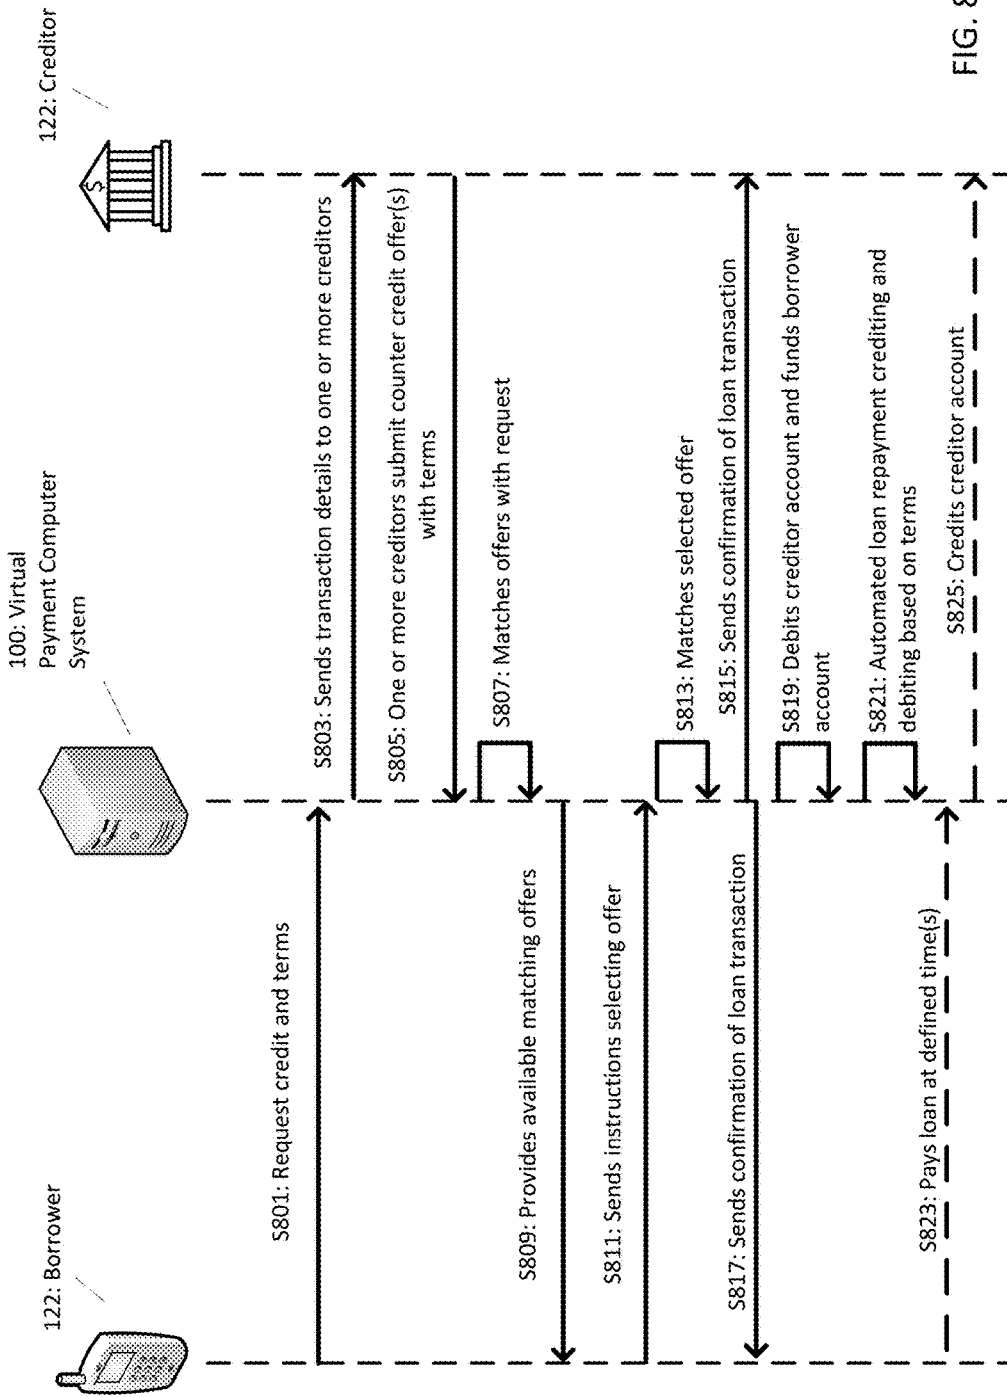 122: Borrower
100: Virtual
Payment Computer
System
122: Creditor
S801: Request credit and terms
S803: Sends transaction details to one or more creditors
S805: One or more creditors submit counter credit offer(s)
with terms
S807: Matches offers with request
S809: Provides available matching offers
S811: Sends instructions selecting offer
S813: Matches selected offer
S815: Sends confirmation of loan transaction
S817: Sends confirmation of loan transaction
S819: Debits creditor account and funds borrower
account
S821: Automated loan repayment crediting and
debiting based on terms
S823: Pays loan at defined time(s)
S825: Credits creditor account
$
FIG. 8